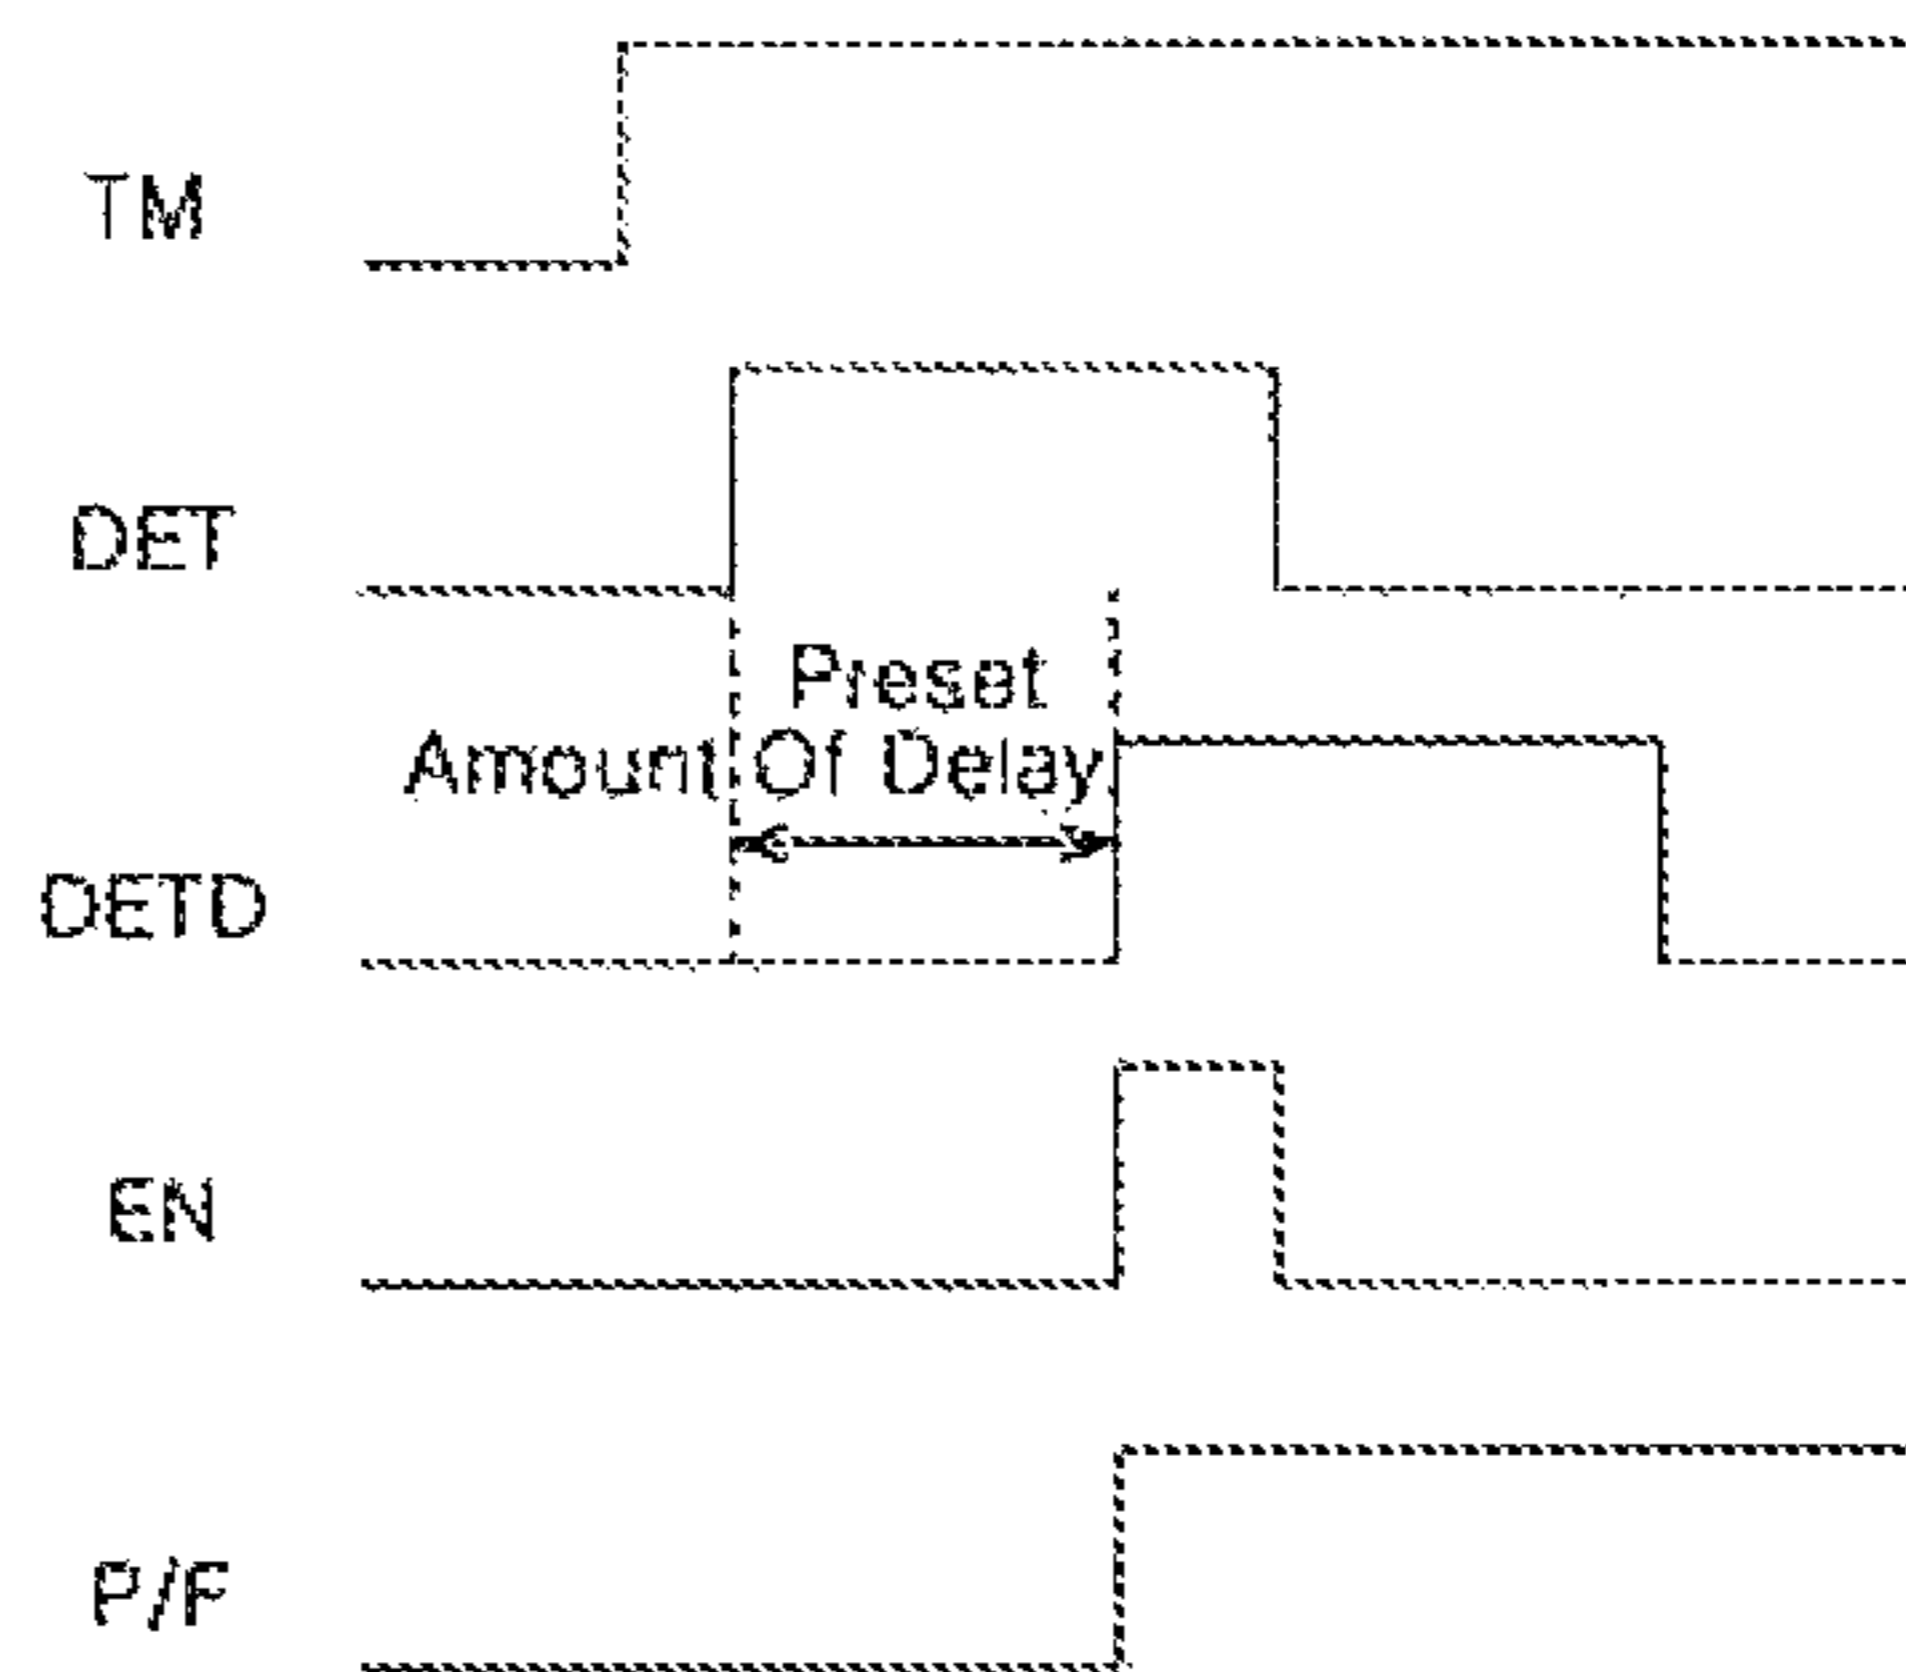 TM
DET
Preset
Amount Of Delay
DETD
EN
P/F